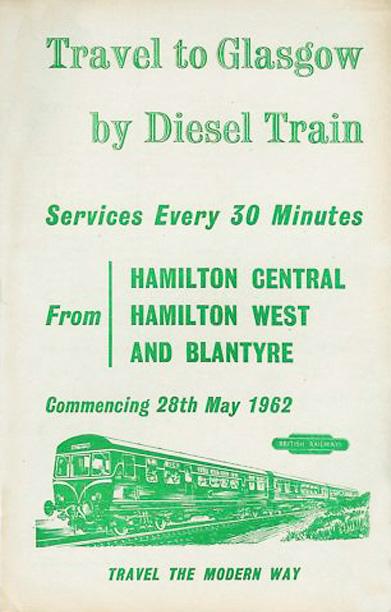 Travel to Glasgow
by Diesel Train
Services Every 30 Minutes
From
HAMILTON CENTRAL
HAMILTON WEST
AND BLANTYRE
Commencing 28th May 1962
BRITISH RAILWAYS
TRAVEL THE MODERN WAY